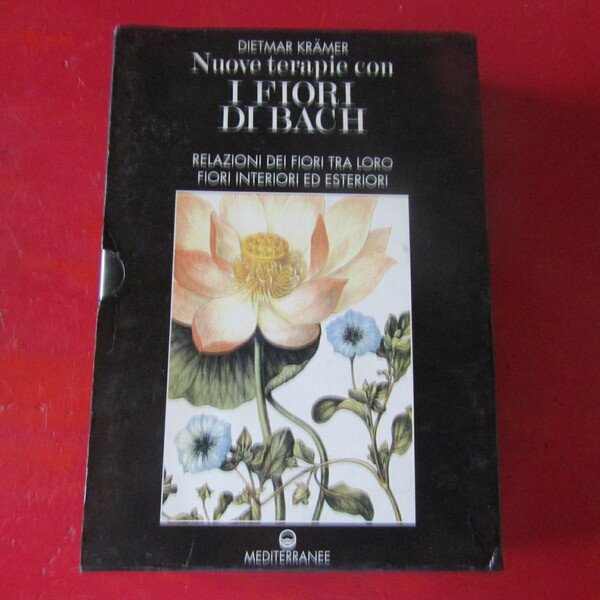 DIETMAR KRÄMER
Nuove terapie con
I FIORI
DI BACH
RELAZIONI DEI FIORI TRA LORO
FIORI INTERIORI ED ESTERIORI
MEDITERRANEE